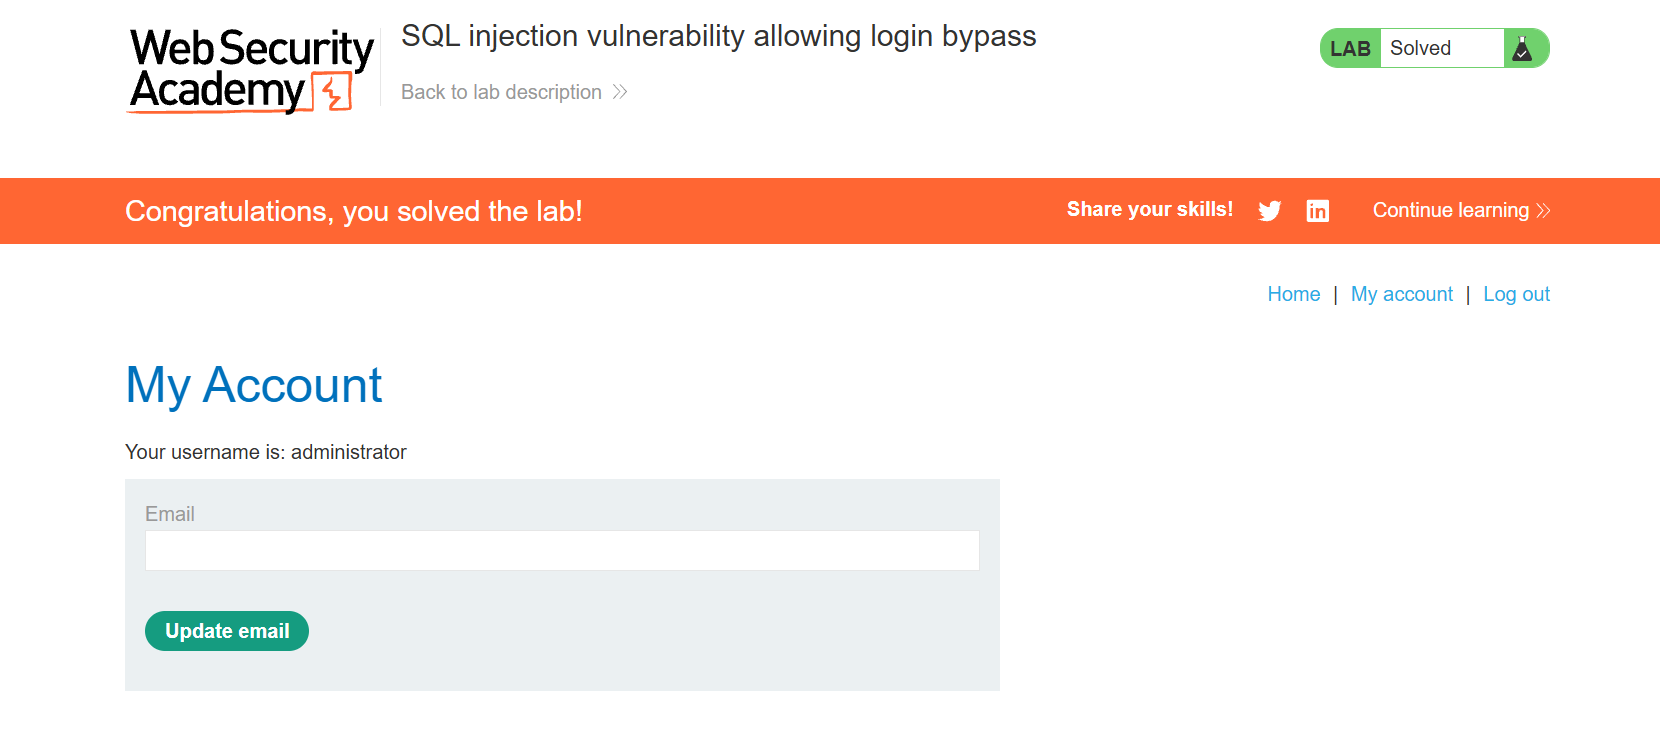 Web Security
Academy
SQL injection vulnerability allowing login bypass
Back to lab description
LAB Solved
Congratulations, you solved the lab!
Share your skills!
Continue learning
Home | My account | Log out
My Account
Your username is: administrator
Email
Update email